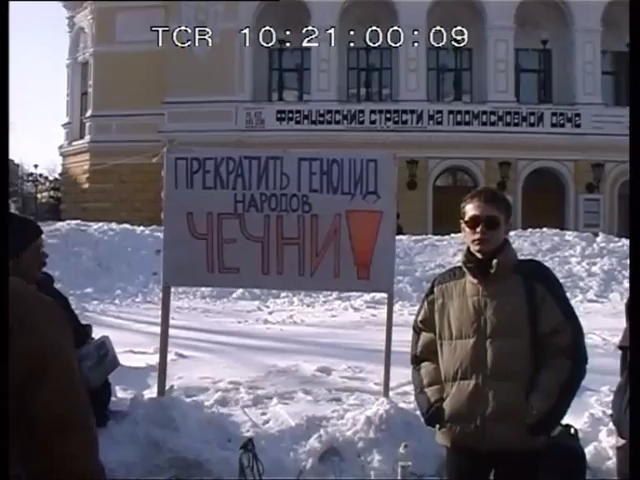 TCR 10:21:00:09
ФРАНЦУЗСКИЕ СТРАСТИ НА ПОДМОСКОВНОЙ ДАЧЕ
ПРЕКРАТИТЬ ГЕНОЦИД
НАРОДОВ
ЧЕЧНИ!